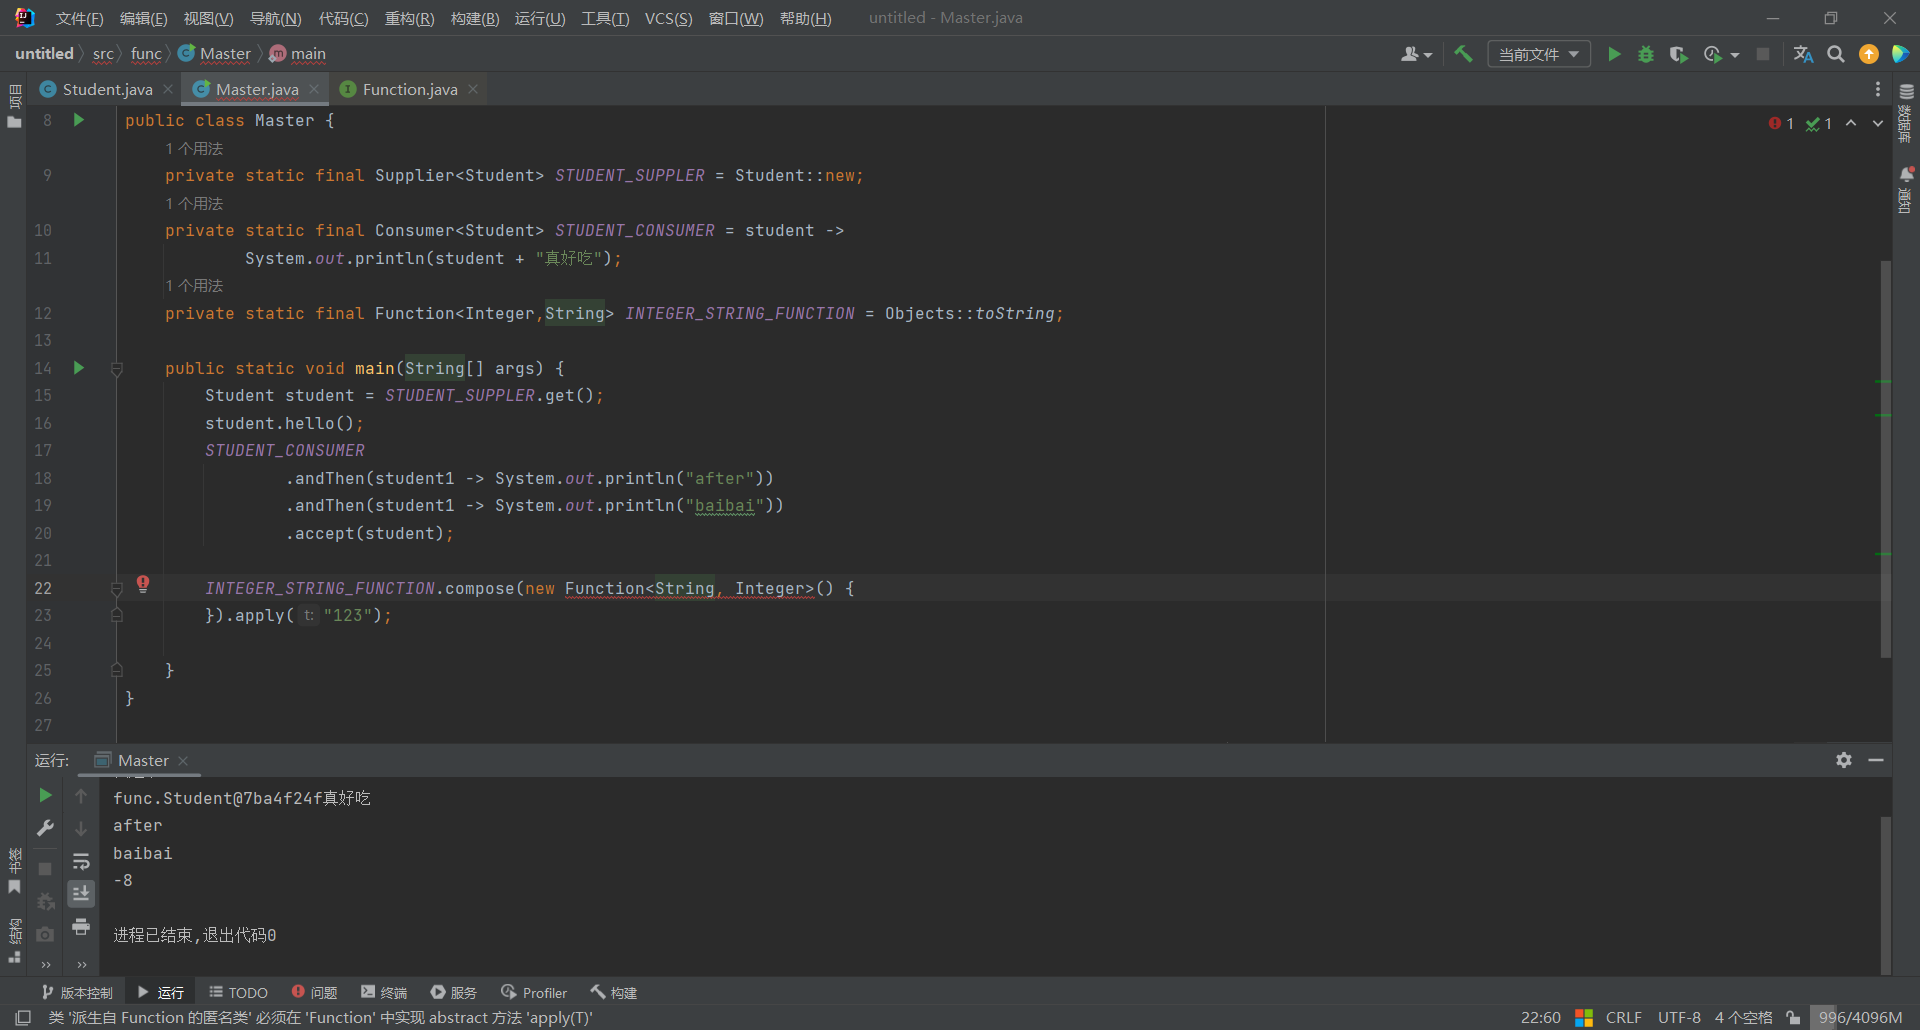 文件(F) 编辑(E) 视图(V) 导航(N) 代码(C) 重构(R) 构建(B) 运行(U) 工具(T) VCS(S) 窗口(W) 帮助(H) untitled - Master.java
untitled src func Master main
当前文件
Student.java Master.java Function.java
项目
数据库
通知
1 1
8 public class Master {
1 个用法
9 private static final Supplier<Student> STUDENT_SUPPLER = Student::new;
1 个用法
10 private static final Consumer<Student> STUDENT_CONSUMER = student ->
11 System.out.println(student + "真好吃");
1 个用法
12 private static final Function<Integer,String> INTEGER_STRING_FUNCTION = Objects::toString;
13
14 public static void main(String[] args) {
15 Student student = STUDENT_SUPPLER.get();
16 student.hello();
17 STUDENT_CONSUMER
18 .andThen(student1 -> System.out.println("after"))
19 .andThen(student1 -> System.out.println("baibai"))
20 .accept(student);
21
22 INTEGER_STRING_FUNCTION.compose(new Function<String, Integer>() {
23 }).apply( t: "123");
24
25 }
26 }
27
运行: Master
func.Student@7ba4f24f真好吃
after
baibai
-8
进程已结束,退出代码0
书签
结构
版本控制 运行 TODO 问题 终端 服务 Profiler 构建
类 '派生自 Function 的匿名类' 必须在 'Function' 中实现 abstract 方法 'apply(T)' 22:60 CRLF UTF-8 4 个空格 996/4096M